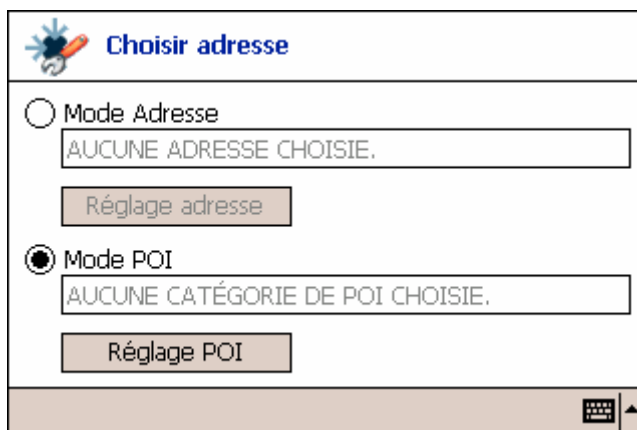 Choisir adresse
Mode Adresse
AUCUNE ADRESSE CHOISIE.
Réglage adresse
Mode POI
AUCUNE CATÉGORIE DE POI CHOISIE.
Réglage POI